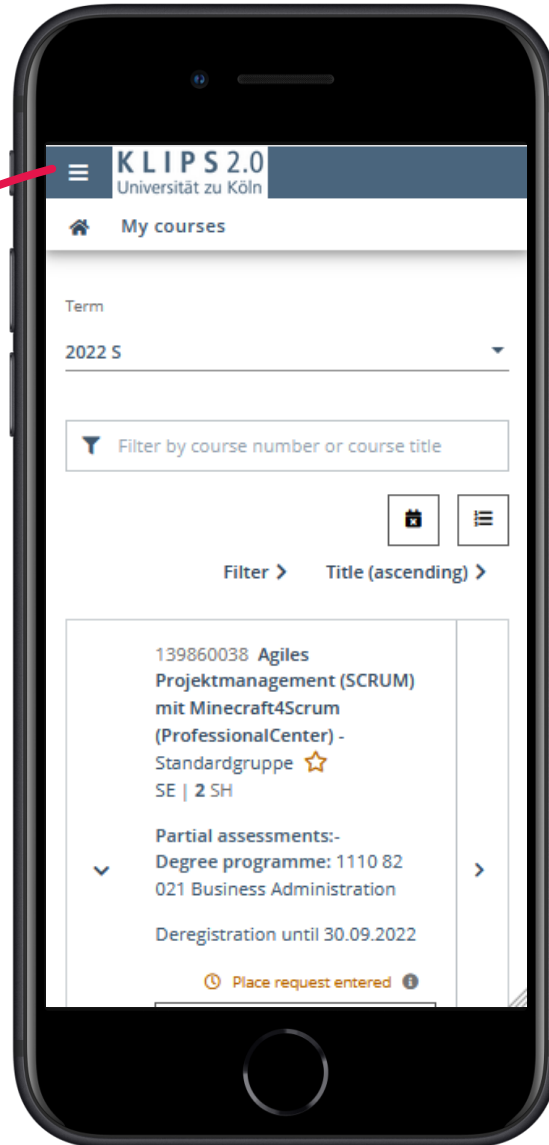 KLIPS 2.0
Universität zu Köln
My courses
Term
2022 S
Filter by course number or course title
Filter
Title (ascending)
139860038 Agiles
Projektmanagement (SCRUM)
mit Minecraft4Scrum
(ProfessionalCenter) -
Standardgruppe
SE | 2 SH
Partial assessments:-
Degree programme: 1110 82
021 Business Administration
Deregistration until 30.09.2022
Place request entered